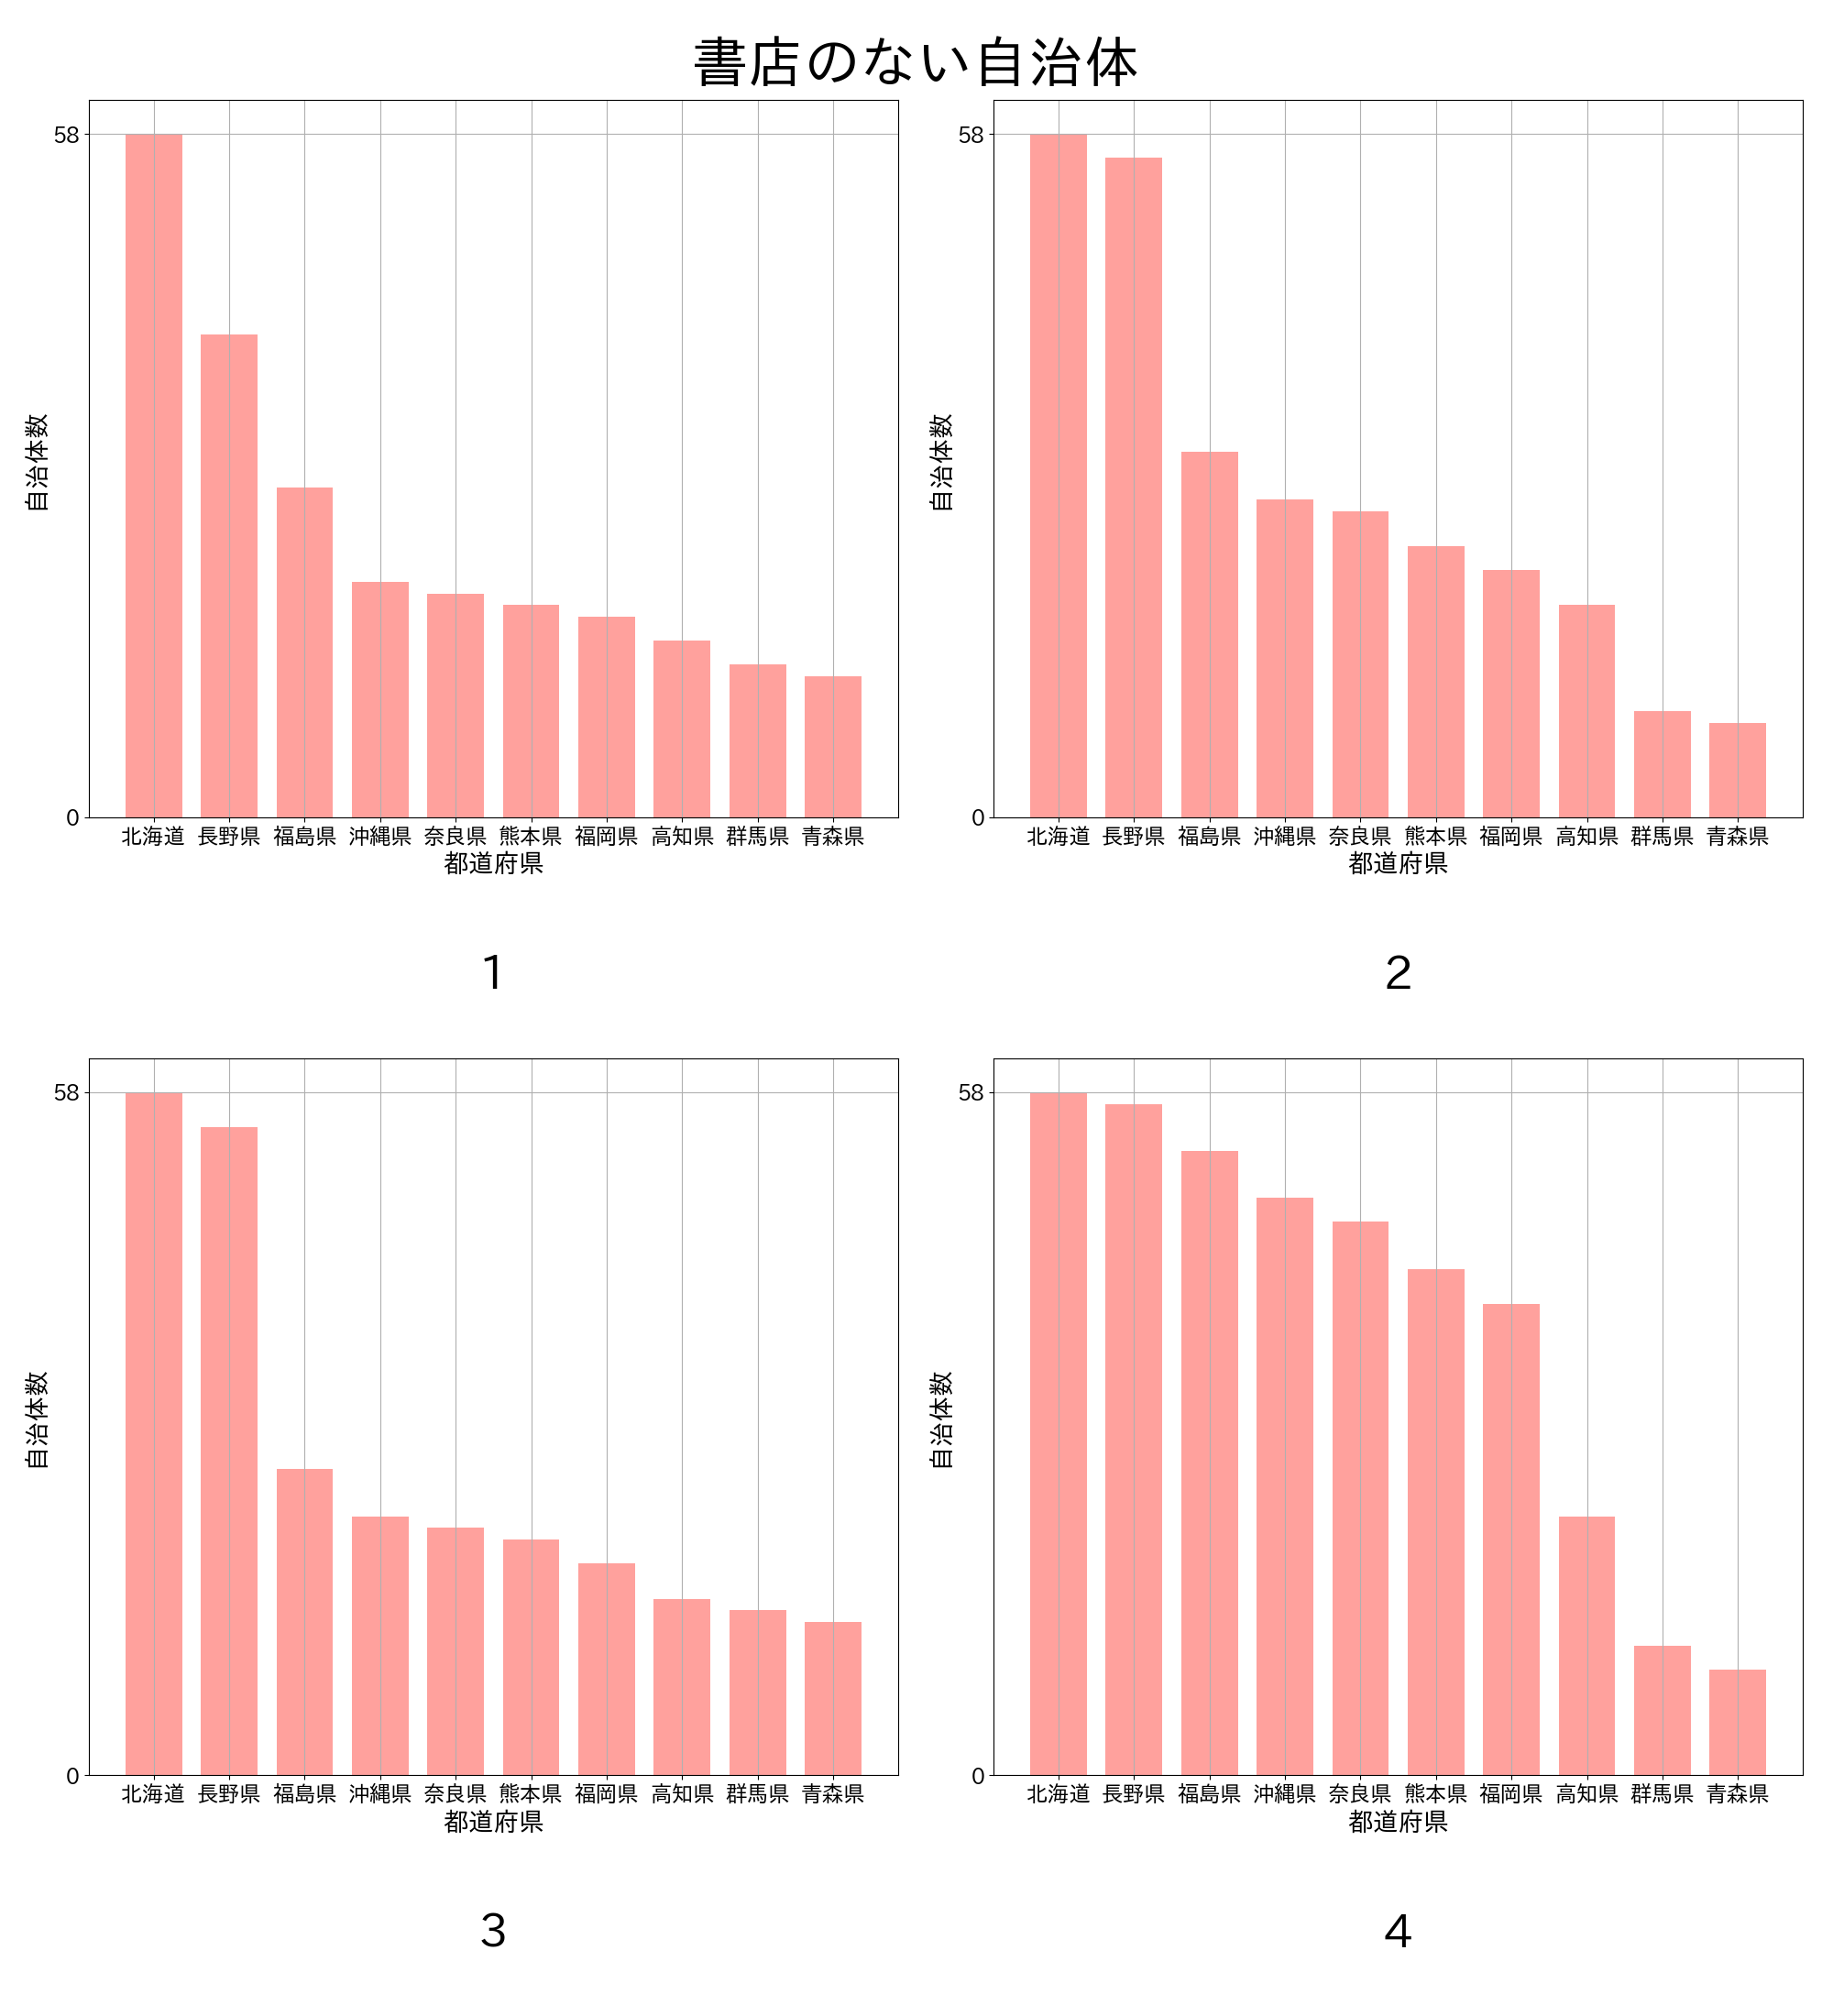 書店のない自治体
58
0
自治体数
北海道 長野県 福島県 沖縄県 奈良県 熊本県 福岡県 高知県 群馬県 青森県
都道府県
1
58
0
自治体数
北海道 長野県 福島県 沖縄県 奈良県 熊本県 福岡県 高知県 群馬県 青森県
都道府県
2
58
0
自治体数
北海道 長野県 福島県 沖縄県 奈良県 熊本県 福岡県 高知県 群馬県 青森県
都道府県
3
58
0
自治体数
北海道 長野県 福島県 沖縄県 奈良県 熊本県 福岡県 高知県 群馬県 青森県
都道府県
4